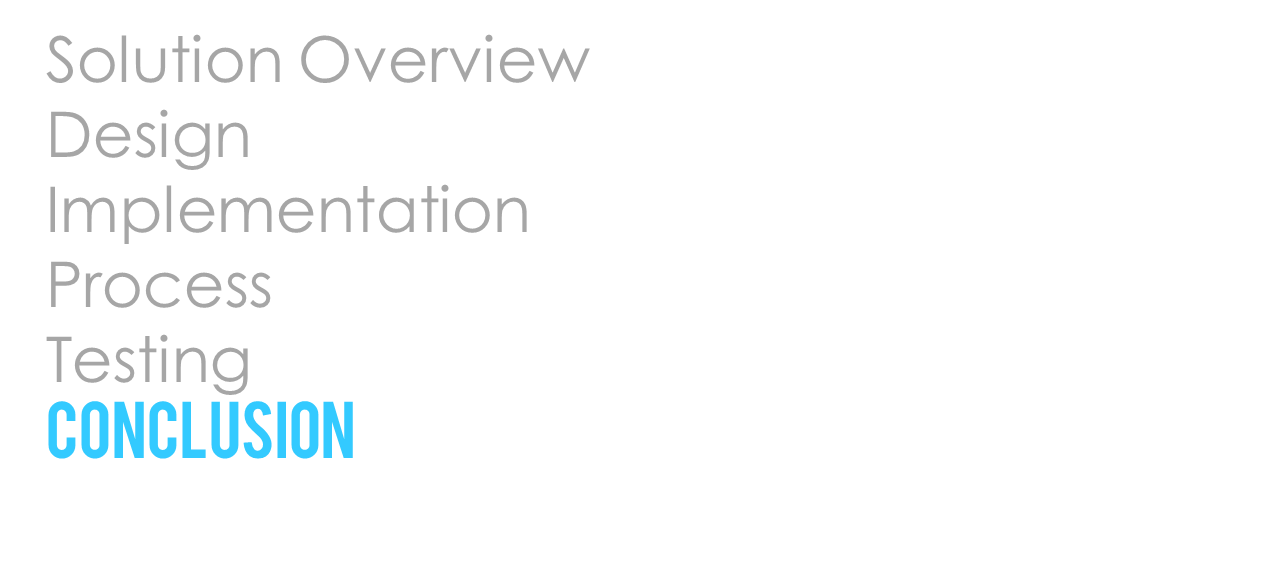 Solution Overview
Design
Implementation
Process
Testing
CONCLUSION